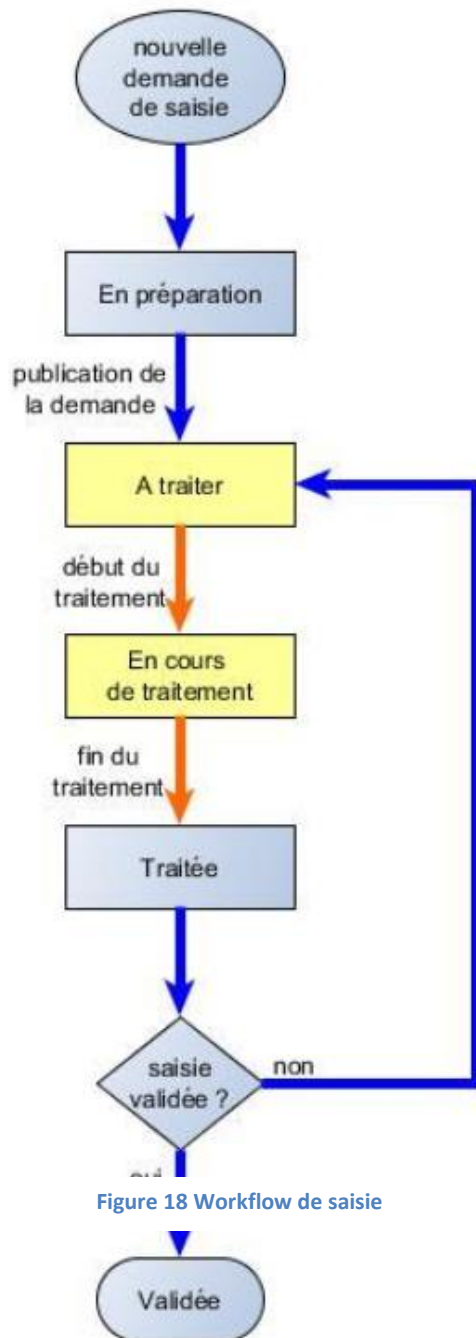 nouvelle
demande
de saisie
En préparation
publication de
la demande
A traiter
début du
traitement
En cours
de traitement
fin du
traitement
Traitée
saisie
validée ?
non
Figure 18 Workflow de saisie
Validée